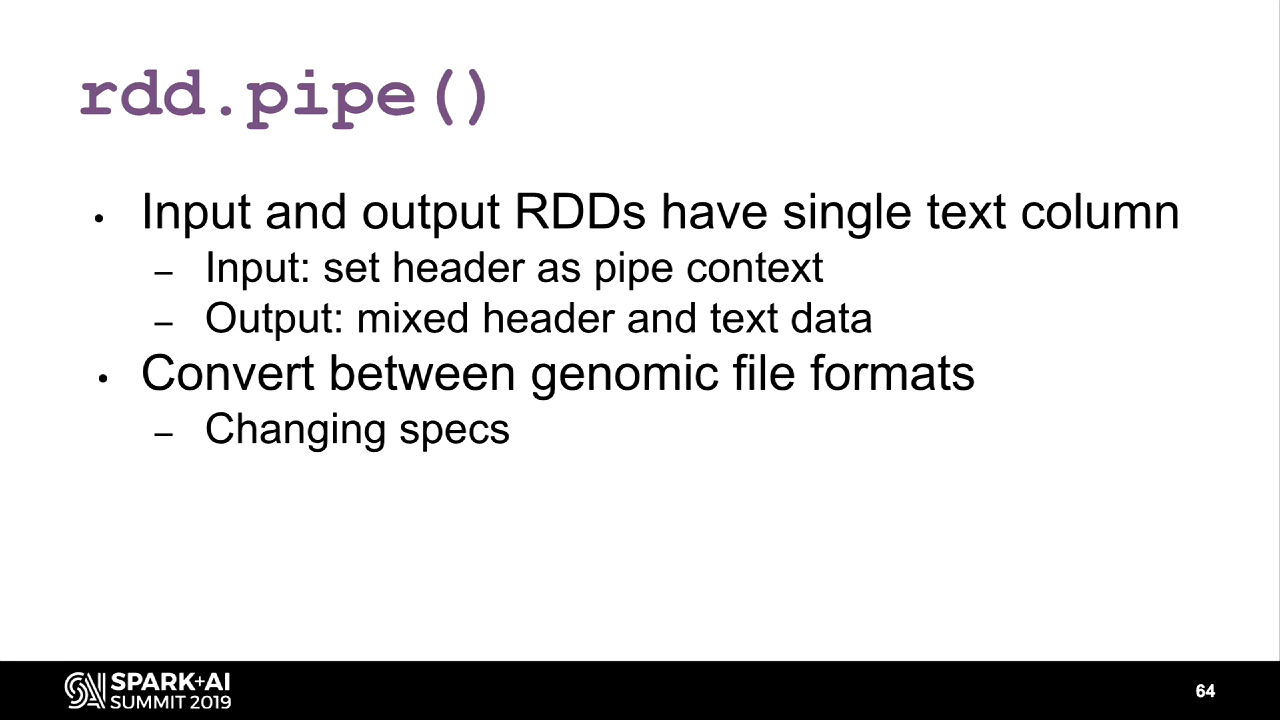 rdd.pipe()
• Input and output RDDs have single text column
– Input: set header as pipe context
– Output: mixed header and text data
• Convert between genomic file formats
– Changing specs
SPARK+AI
SUMMIT 2019
64